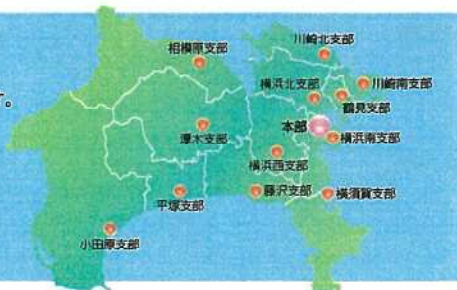 川崎北支部
相模原支部
す。
横浜北支部
川崎南支部
鶴見支部
本部
横浜南支部
厚木支部
横浜西支部
平塚支部
藤沢支部
横須賀支部
小田原支部